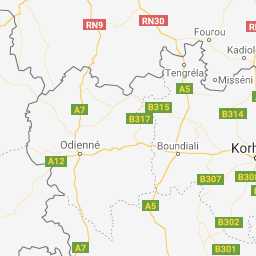 RN9
RN30
Fourou
Kadiol
Tengréla
Misséni
A5
A7
B315
B317
B314
Odienné
Boundiali
Korh
A12
B307
B308
A5
B302
A7
B301